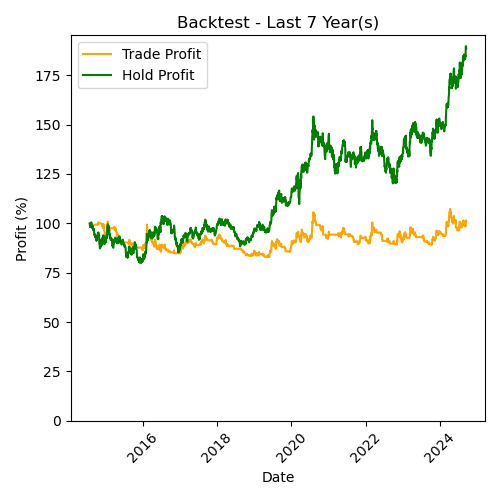 Backtest - Last 7 Year(s)
Trade Profit
Hold Profit
Profit (%)
175
150
125
100
75
50
25
0
2016
2018
2020
2022
2024
Date